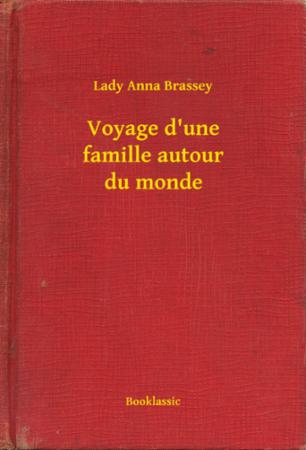 Lady Anna Brassey
Voyage d'une
famille autour
du monde
Booklassic